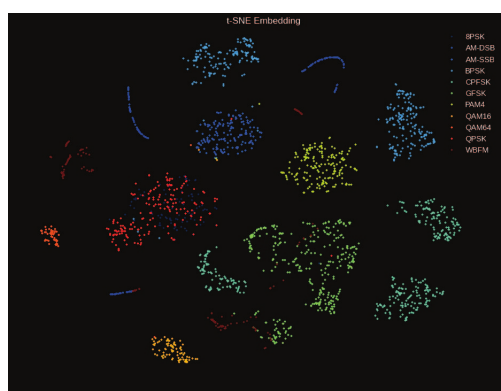 t-SNE Embedding
8PSK
AM-DSB
AM-SSB
BPSK
CPFSK
GFSK
PAM4
QAM16
QAM64
QPSK
WBFM